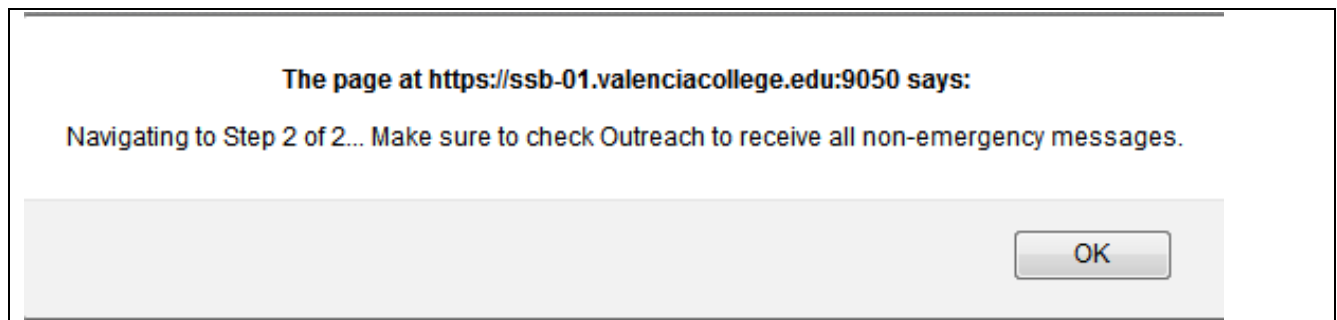 The page at https://ssb-01.valenciacollege.edu:9050 says:
Navigating to Step 2 of 2... Make sure to check Outreach to receive all non-emergency messages.
OK